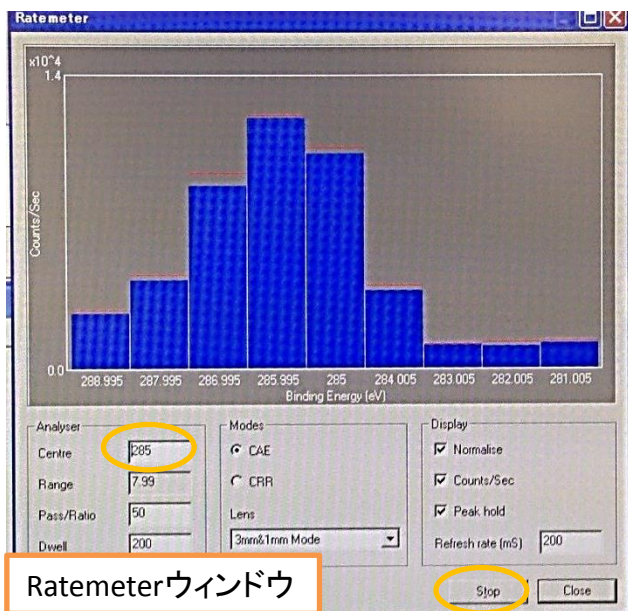 Ratemeter
x10^4
1.4
Counts/Sec
0.0
288.995 287.995 286.995 285.995 285 284.005 283.005 282.005 281.005
Binding Energy (eV)
Analyser
Centre 285
Range 7.99
Pass/Ratio 50
Dwell 200
Modes
CAE
CRR
Lens
3mm&1mm Mode
Display
Normalise
Counts/Sec
Peak hold
Refresh rate (mS) 200
Stop Close
Ratemeterウィンドウ